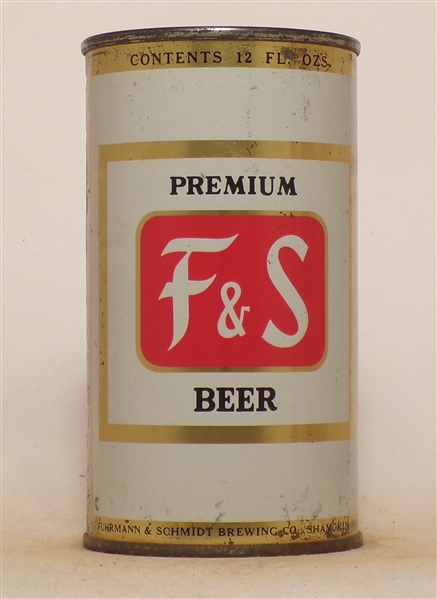 CONTENTS 12 FL. OZS.
PREMIUM
F & S
BEER
FUHRMANN & SCHMIDT BREWING CO., SHAMOKIN